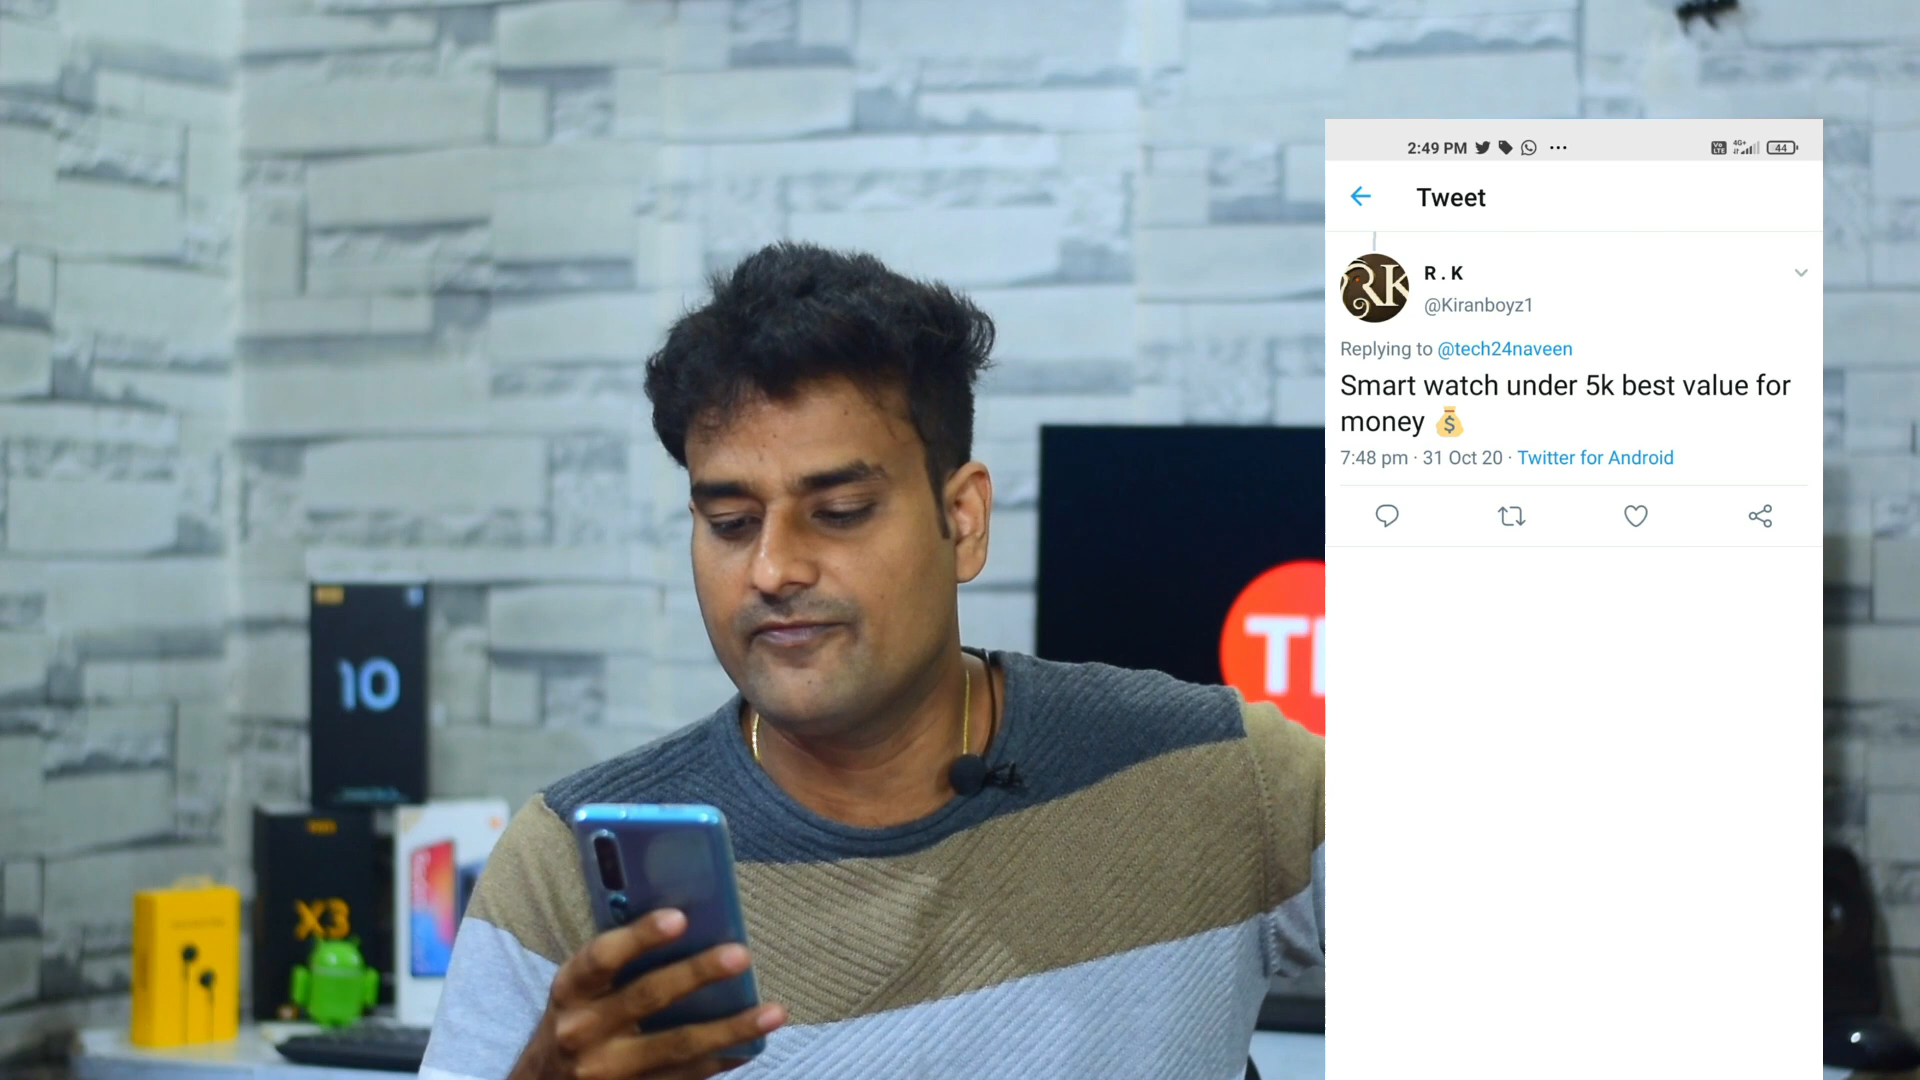 2:49 PM
44
Tweet
R . K
@Kiranboyz1
Replying to @tech24naveen
Smart watch under 5k best value for
money
7:48 pm · 31 Oct 20 · Twitter for Android
10
X3